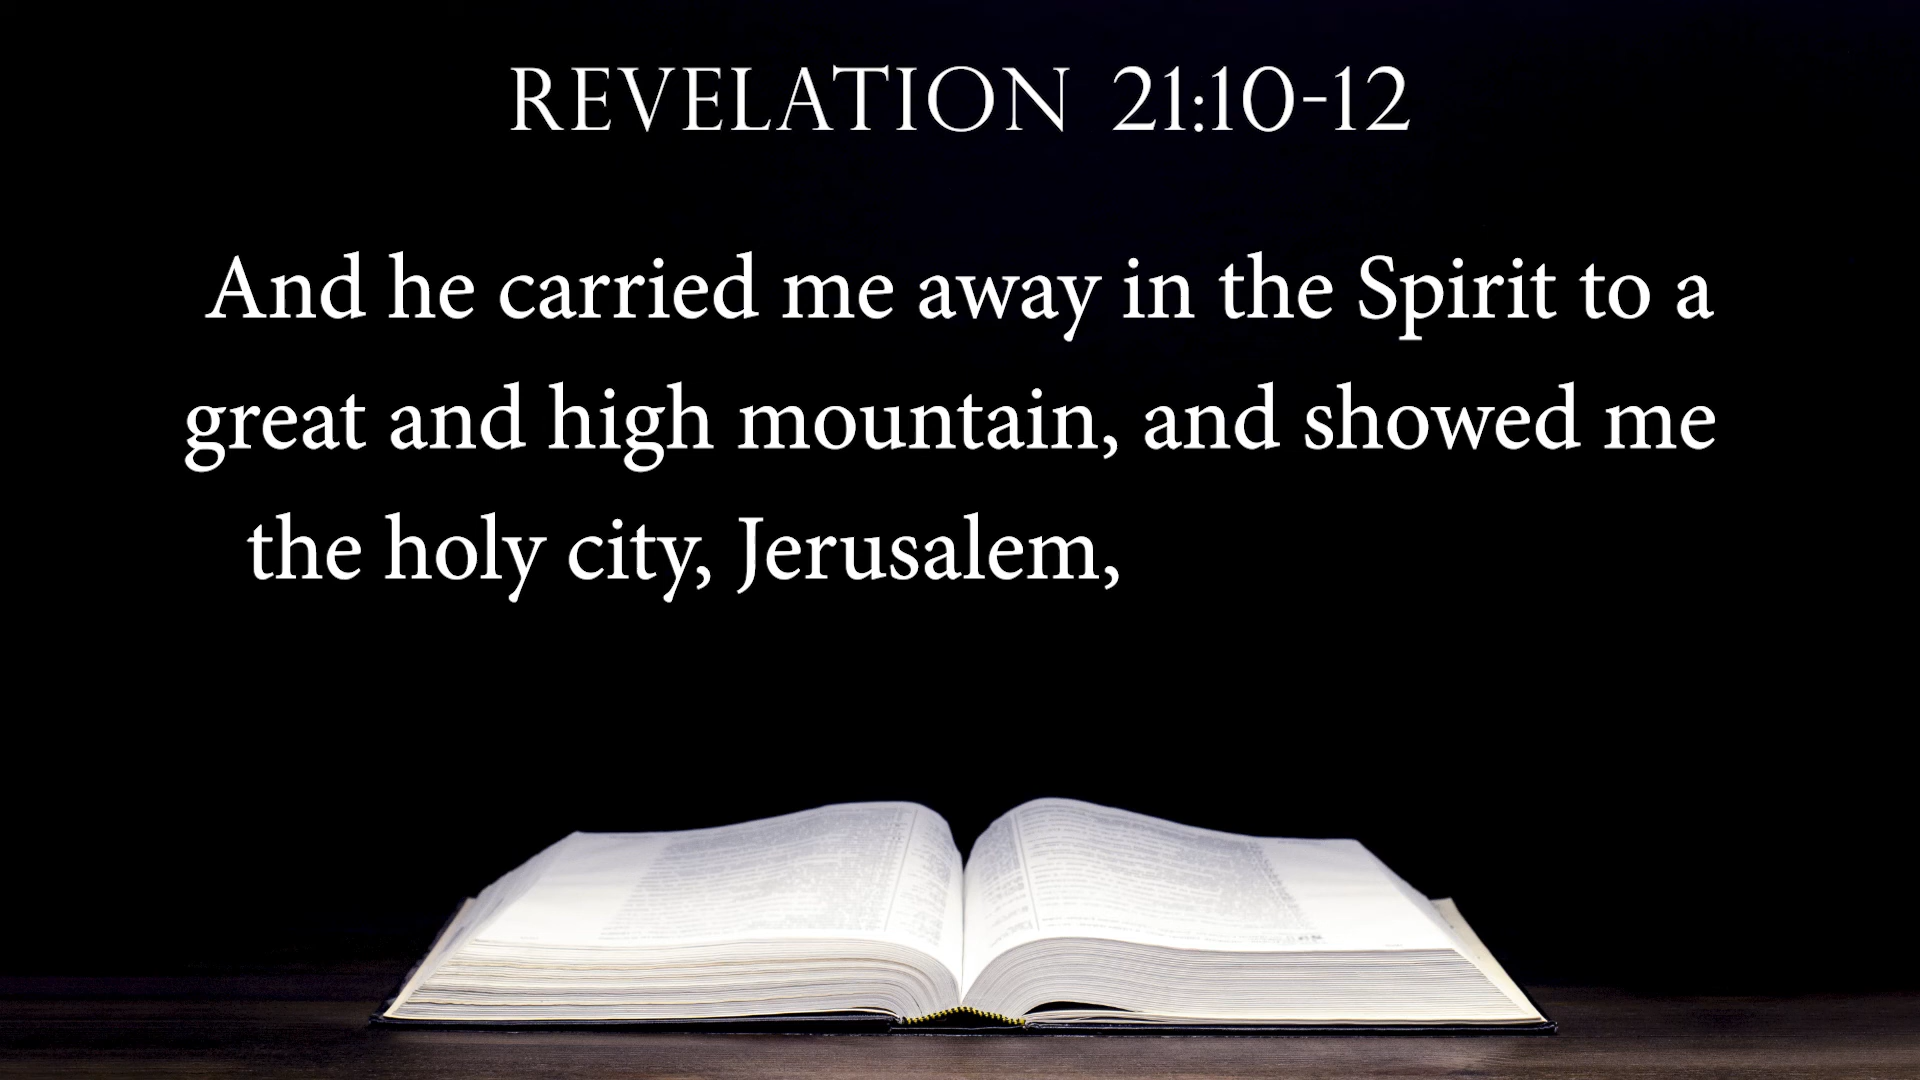 REVELATION 21:10-12
And he carried me away in the Spirit to a
great and high mountain, and showed me
the holy city, Jerusalem,